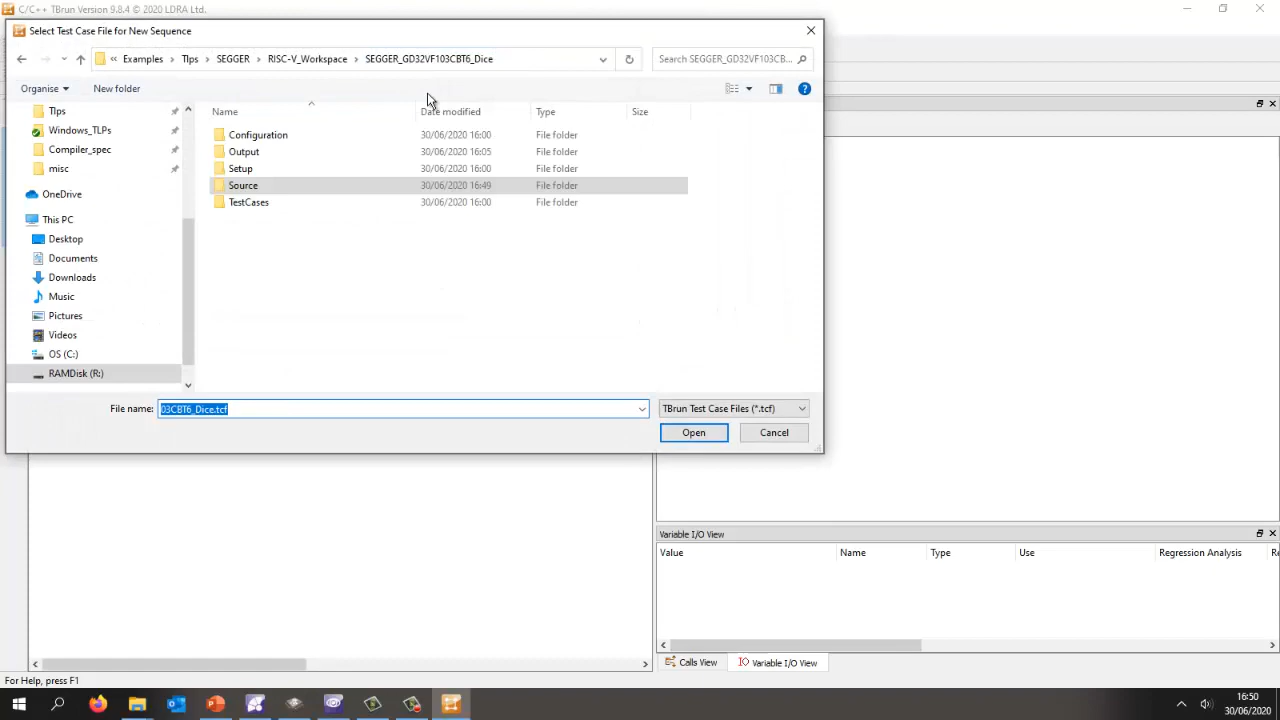 C/C++ TBrun Version 9.8.4 © 2020 LDRA Ltd.
Select Test Case File for New Sequence
« Examples > Tlps > SEGGER > RISC-V_Workspace > SEGGER_GD32VF103CBT6_Dice
Search SEGGER_GD32VF103CB...
Organise
New folder
Name
Date modified
Type
Size
Tlps
Windows_TLPs
Compiler_spec
misc
OneDrive
This PC
Desktop
Documents
Downloads
Music
Pictures
Videos
OS (C:)
RAMDisk (R:)
Configuration 30/06/2020 16:00 File folder
Output 30/06/2020 16:05 File folder
Setup 30/06/2020 16:00 File folder
Source 30/06/2020 16:49 File folder
TestCases 30/06/2020 16:00 File folder
File name: 03CBT6_Dice.tcf
TBrun Test Case Files (*.tcf)
Open
Cancel
Variable I/O View
Value Name Type Use Regression Analysis
Calls View
Variable I/O View
For Help, press F1
16:50
30/06/2020